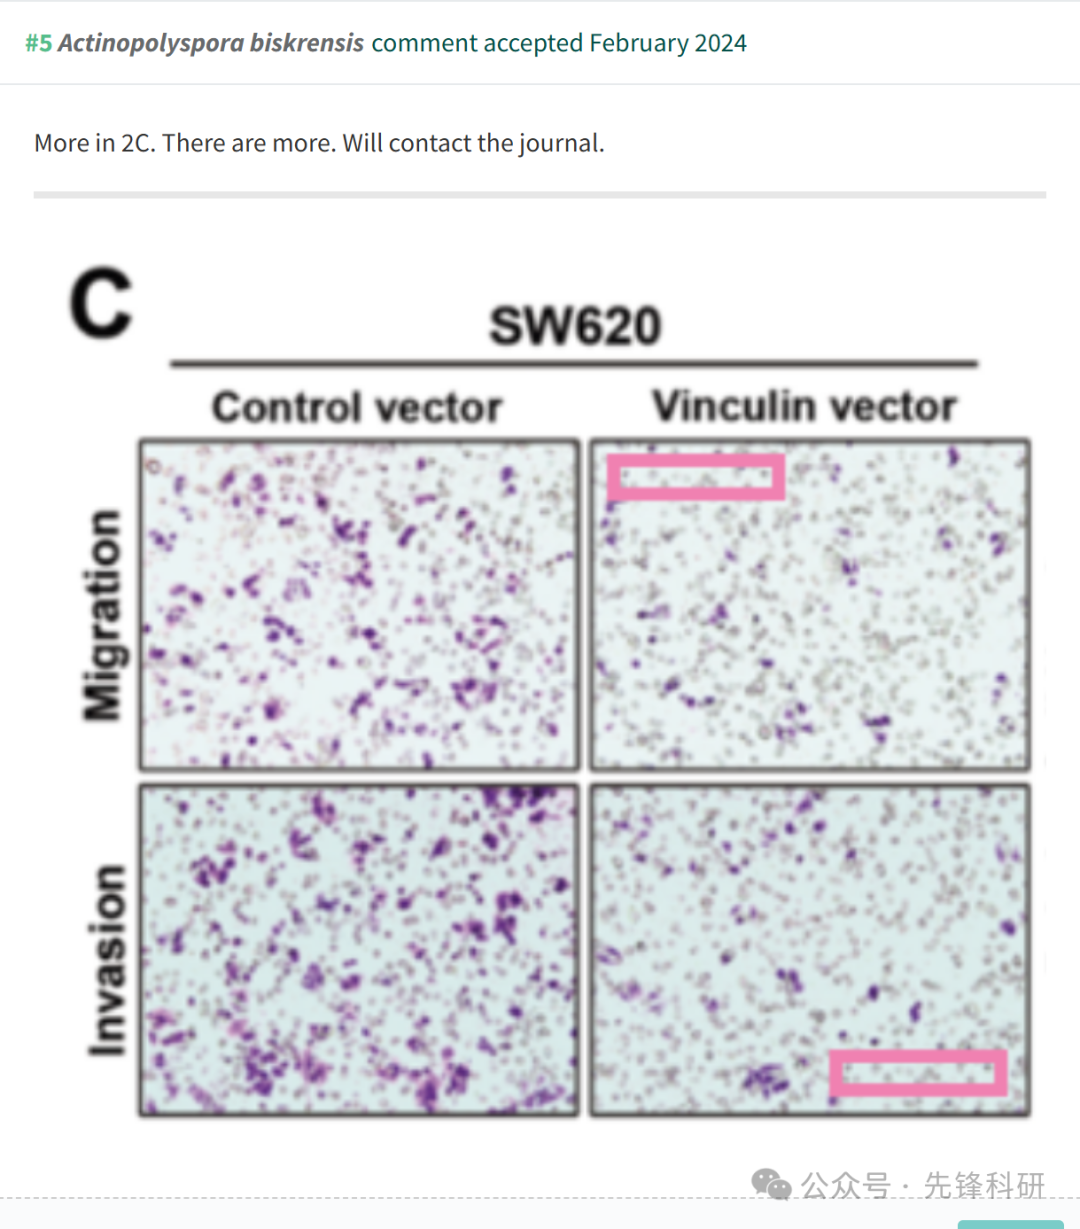 #5 Actinopolyspora biskrensis comment accepted February 2024
More in 2C. There are more. Will contact the journal.
C
SW620
Control vector Vinculin vector
Migration
Invasion
公众号 · 先锋科研